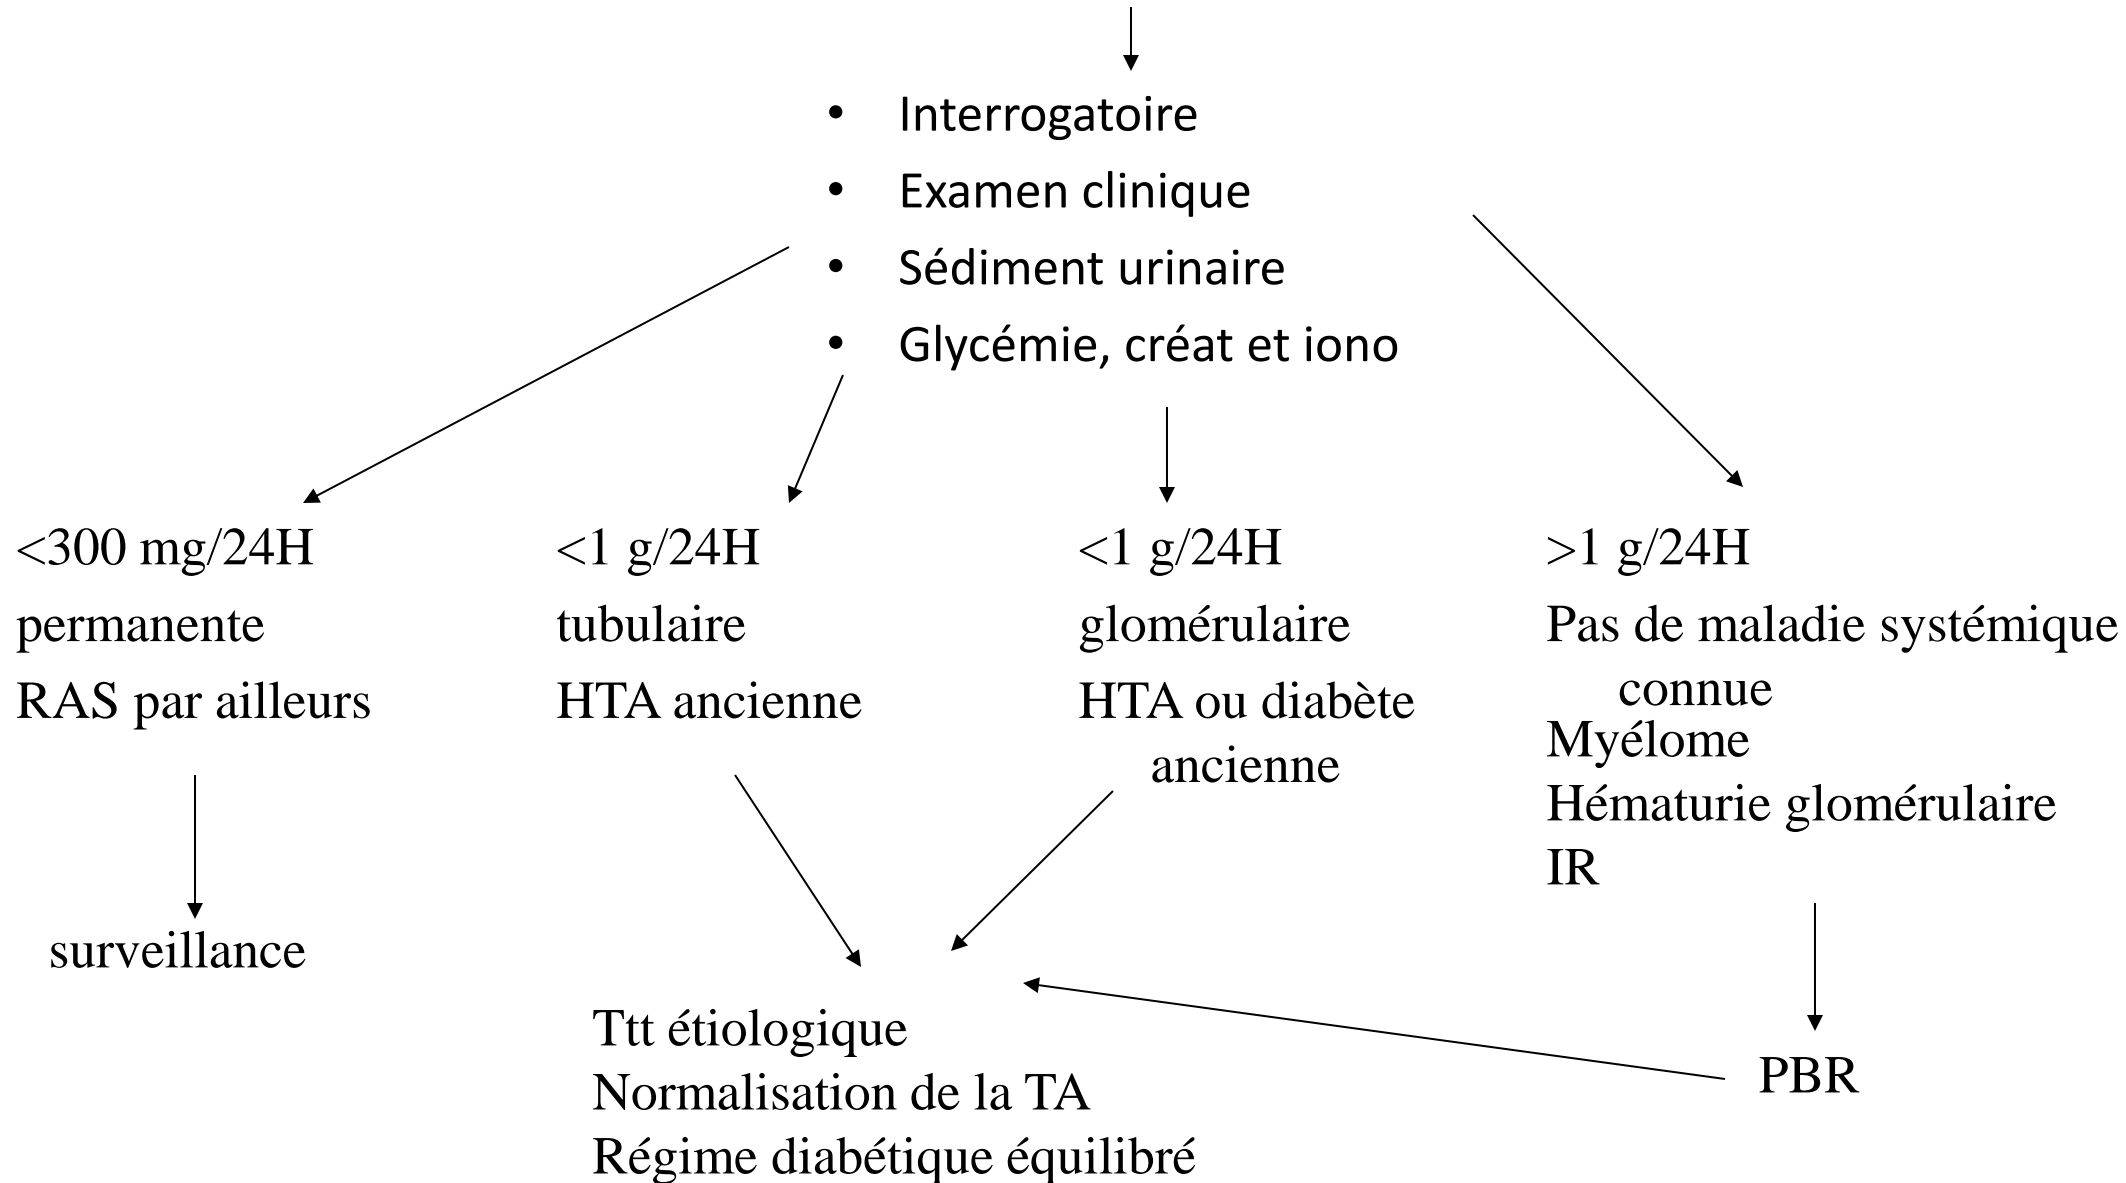 • Interrogatoire
• Examen clinique
• Sédiment urinaire
• Glycémie, créat et iono
<300 mg/24H
permanente
RAS par ailleurs
surveillance
<1 g/24H
tubulaire
HTA ancienne
<1 g/24H
glomérulaire
HTA ou diabète
ancienne
>1 g/24H
Pas de maladie systémique
connue
Myélome
Hématurie glomérulaire
IR
PBR
Ttt étiologique
Normalisation de la TA
Régime diabétique équilibré